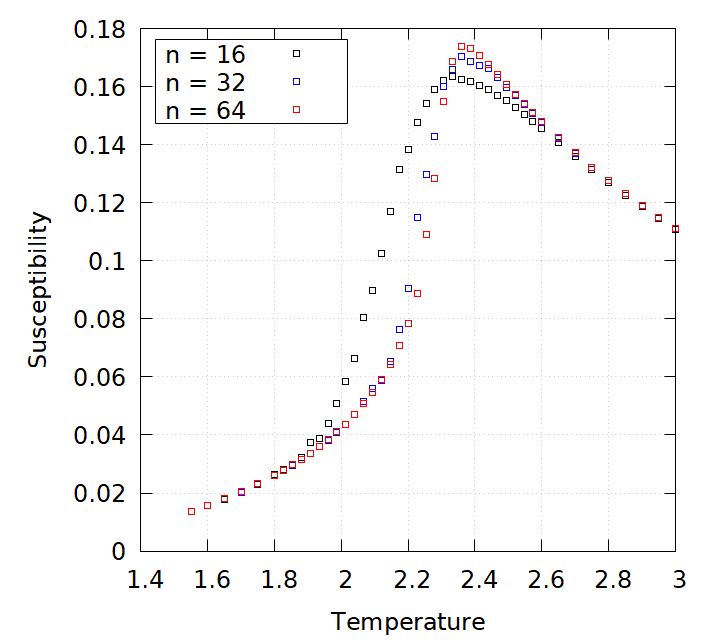 0.18
n = 16
n = 32
n = 64
0.16
0.14
0.12
0.1
0.08
0.06
0.04
0.02
0
Susceptibility
1.4 1.6 1.8 2 2.2 2.4 2.6 2.8 3
Temperature